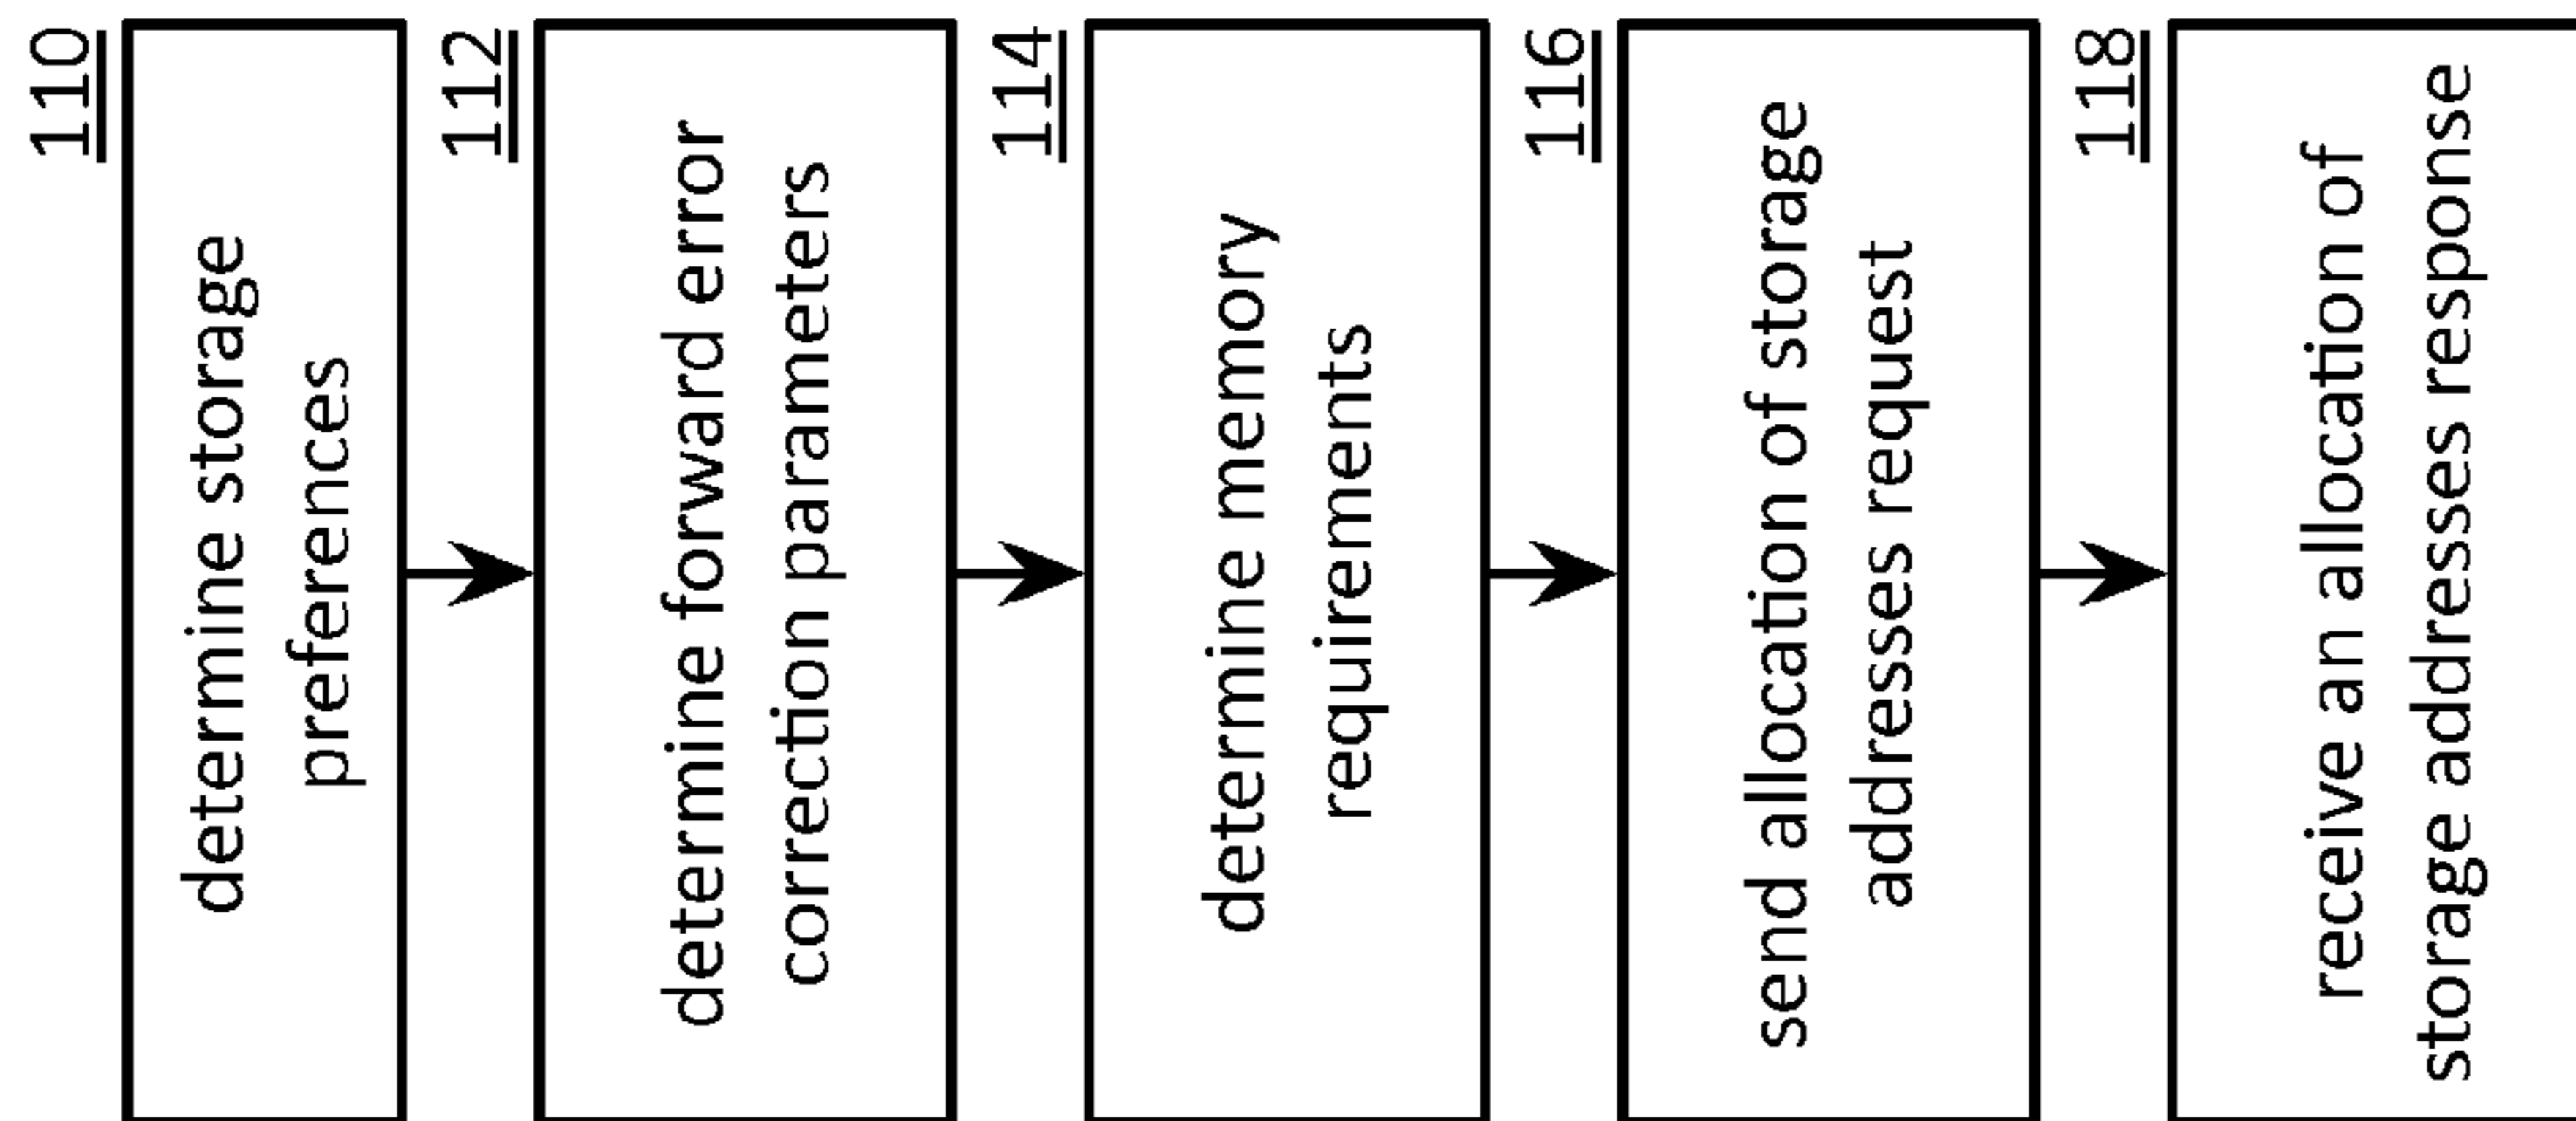 110
determine storage
preferences
112
determine forward error
correction parameters
114
determine memory
requirements
116
send allocation of storage
addresses request
118
receive an allocation of
storage addresses response